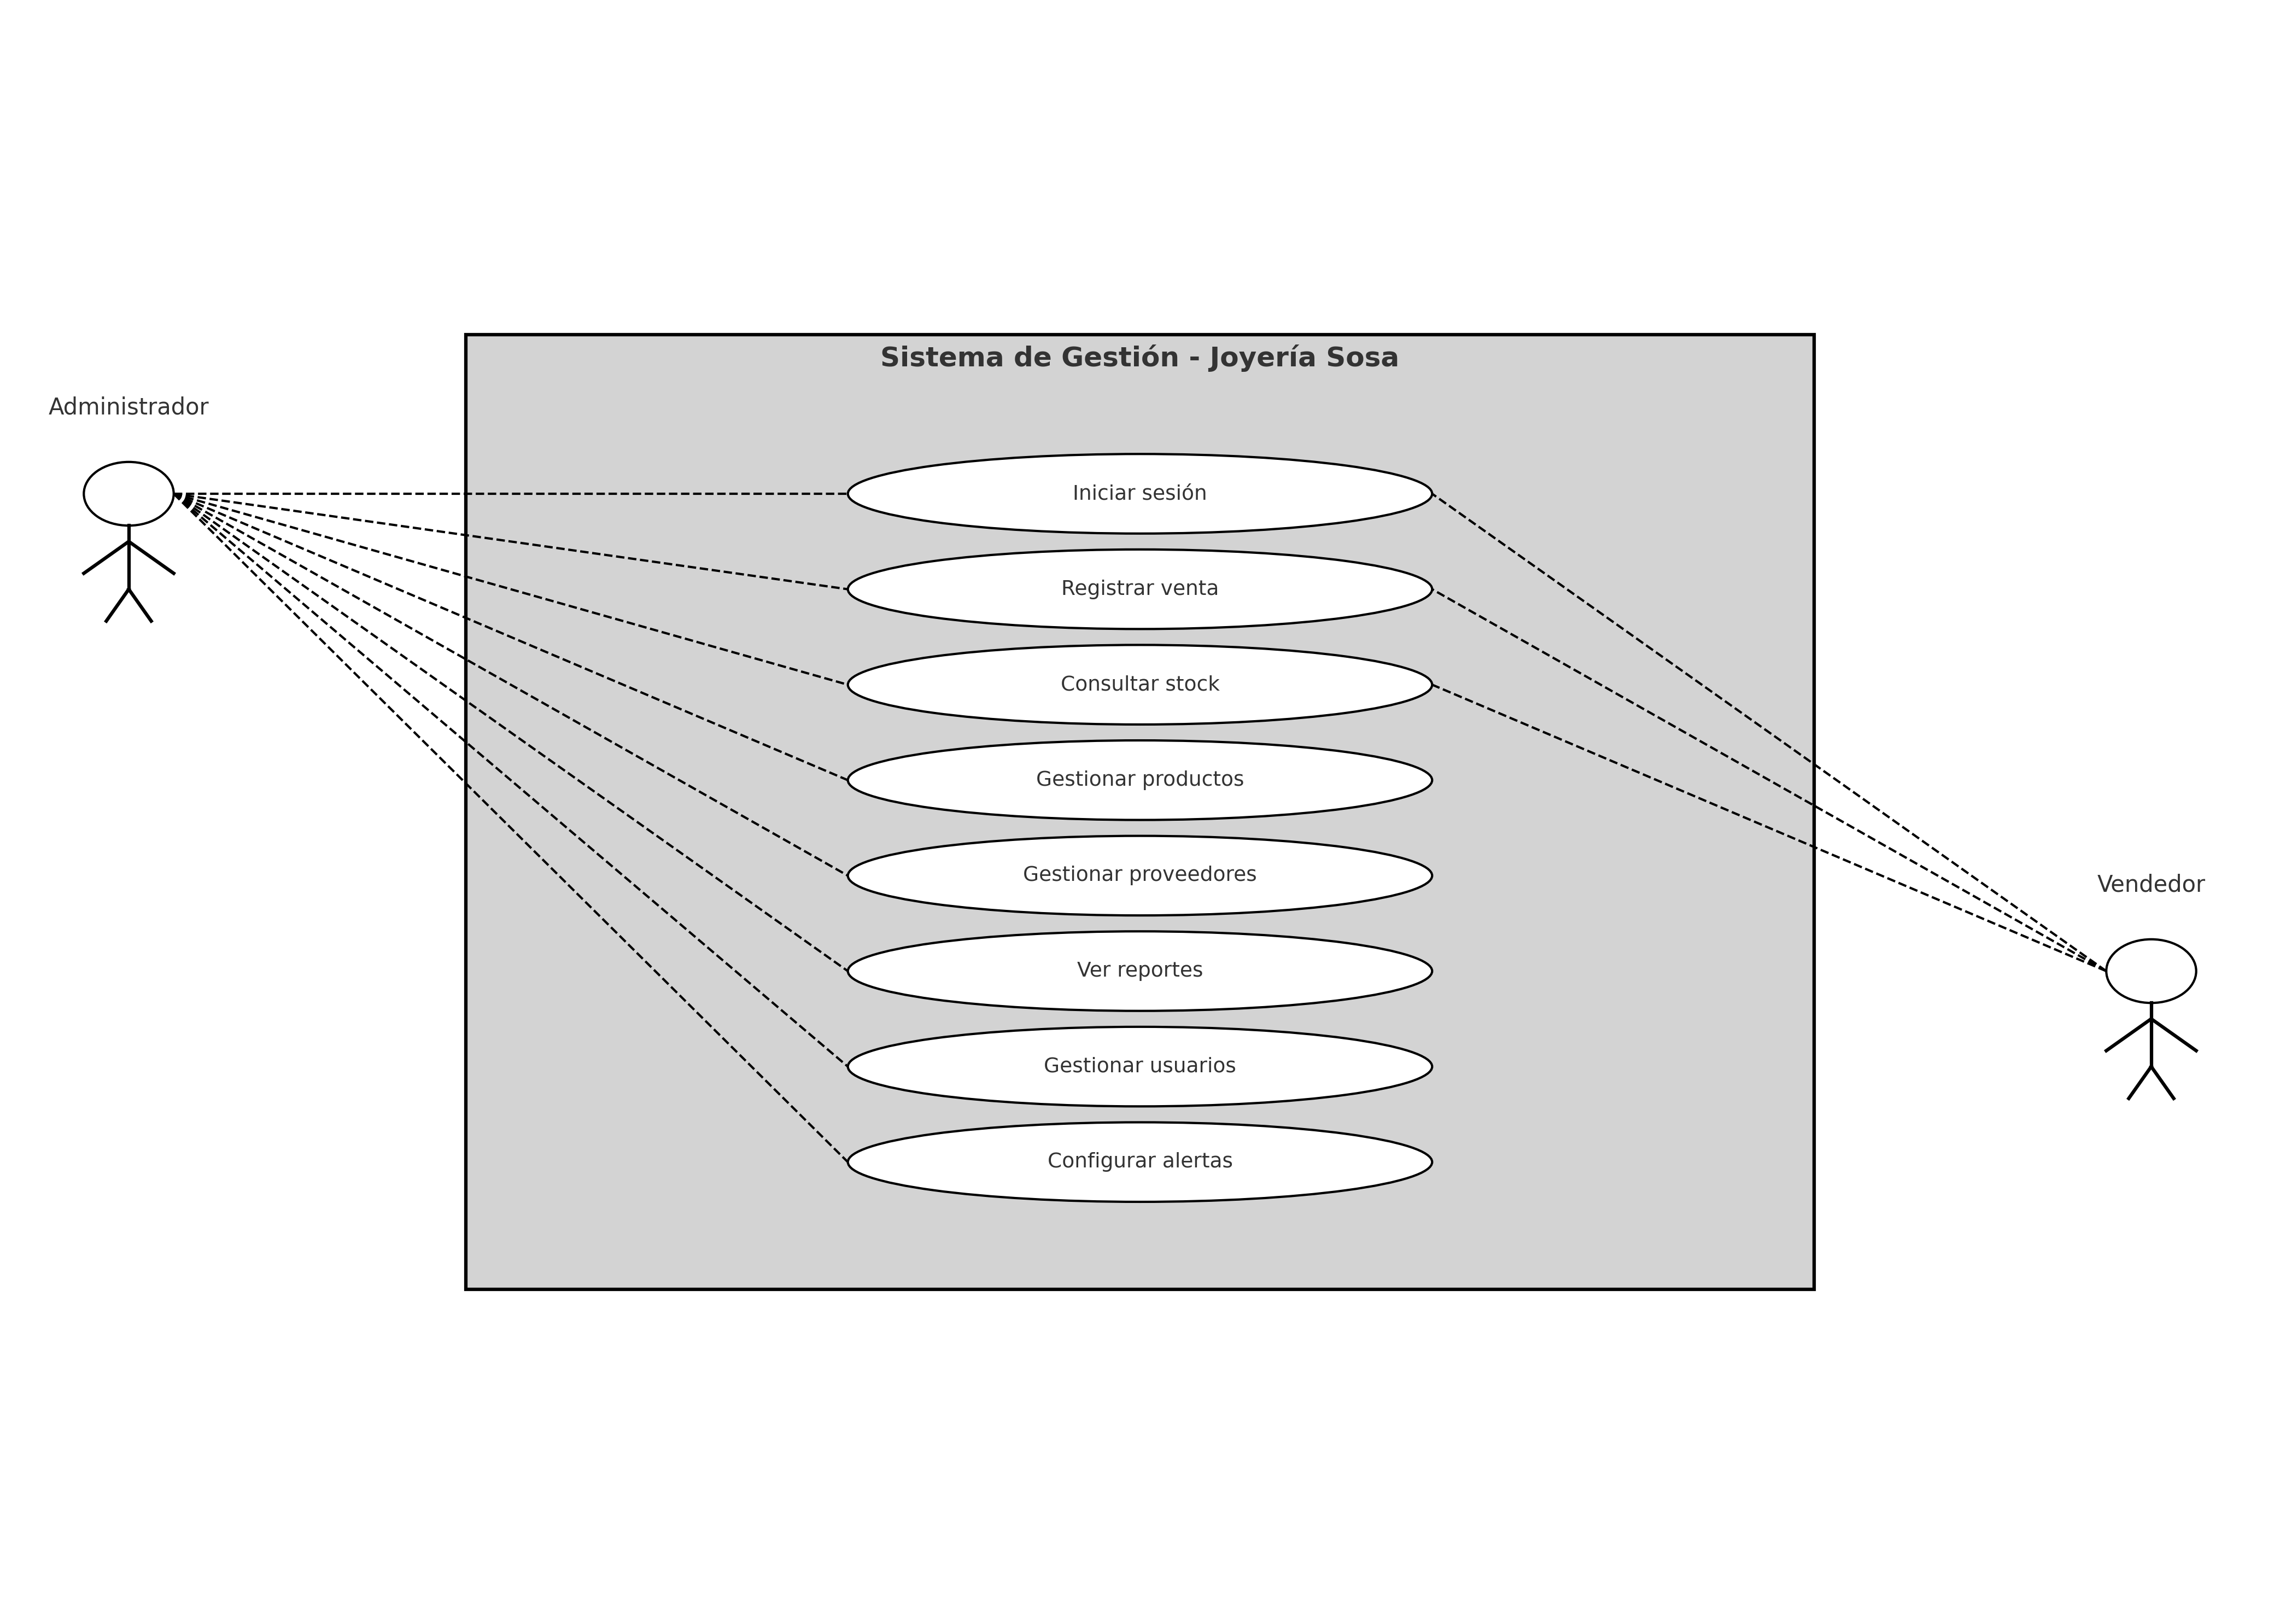 Sistema de Gestión - Joyería Sosa
Administrador
Iniciar sesión
Registrar venta
Consultar stock
Gestionar productos
Gestionar proveedores
Vendedor
Ver reportes
Gestionar usuarios
Configurar alertas